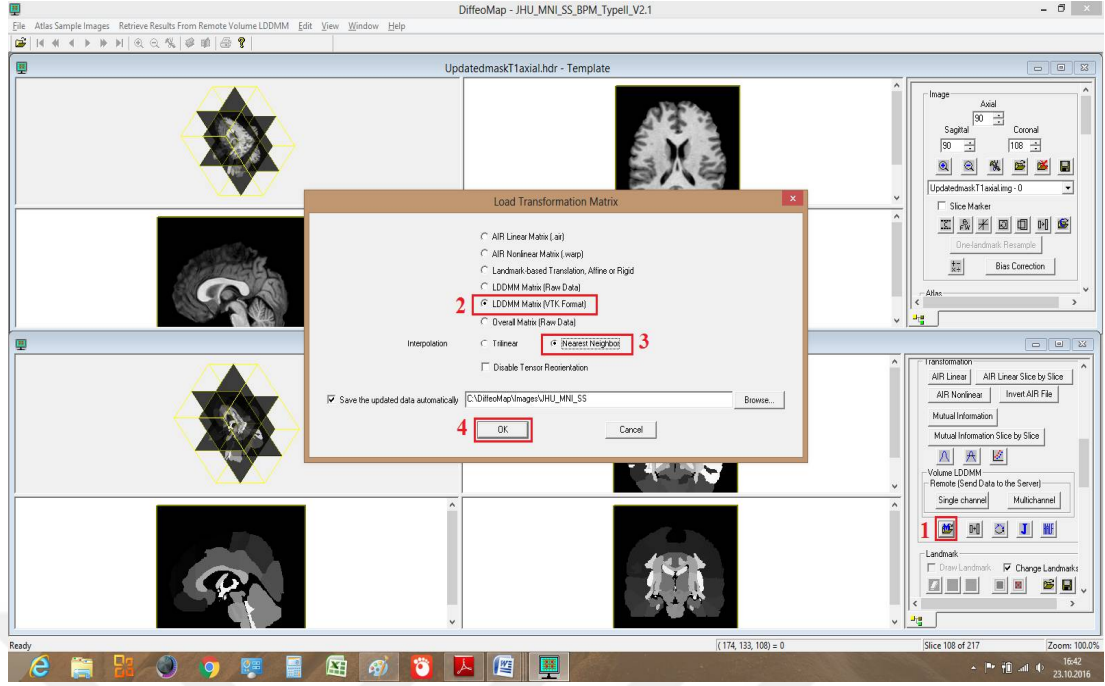 DiffeoMap - JHU_MNI_SS_BPM_TypeII_V2.1
File Atlas Sample Images Retrieve Results From Remote Volume LDDMM Edit View Window Help
UpdatedmaskT1axial.hdr - Template
Image
Axial
90
Sagittal Coronal
90 108
UpdatedmaskT1axial.img - 0
Slice Marker
One-landmark Resample
Bias Correction
Atlas
Load Transformation Matrix
AIR Linear Matrix (.air)
AIR Nonlinear Matrix (.warp)
Landmark-based Translation, Affine or Rigid
LDDMM Matrix (Raw Data)
2 LDDMM Matrix (VTK Format)
Overall Matrix (Raw Data)
Interpolation Trilinear Nearest Neighbor 3
Disable Tensor Reorientation
Save the updated data automatically C:\DiffeoMap\Images\JHU_MNI_SS Browse...
4 OK Cancel
Transformation
AIR Linear AIR Linear Slice by Slice
AIR Nonlinear Invert AIR File
Mutual Information
Mutual Information Slice by Slice
Volume LDDMM
Remote (Send Data to the Server)
Single channel Multichannel
1 J
Landmark
Draw Landmark Change Landmarks
Ready (174, 133, 108) = 0 Slice 108 of 217 Zoom: 100.0%
16:42
23.10.2016